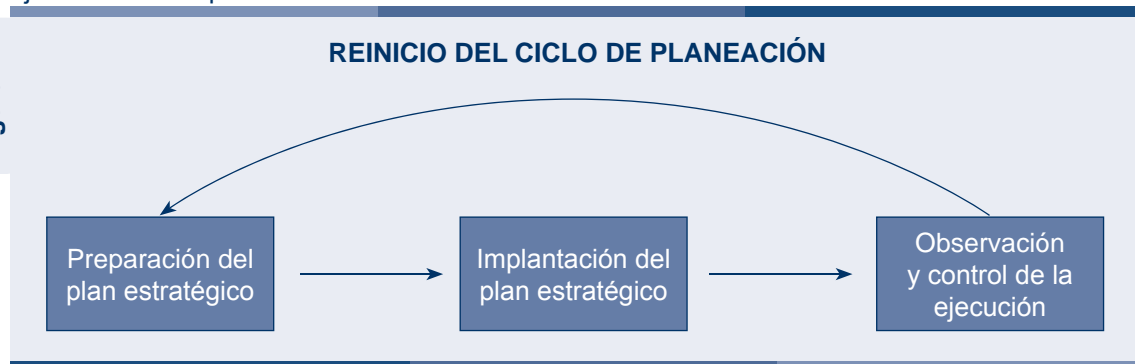 REINICIO DEL CICLO DE PLANEACIÓN
Preparación del
plan estratégico
Implantación del
plan estratégico
Observación
y control de la
ejecución